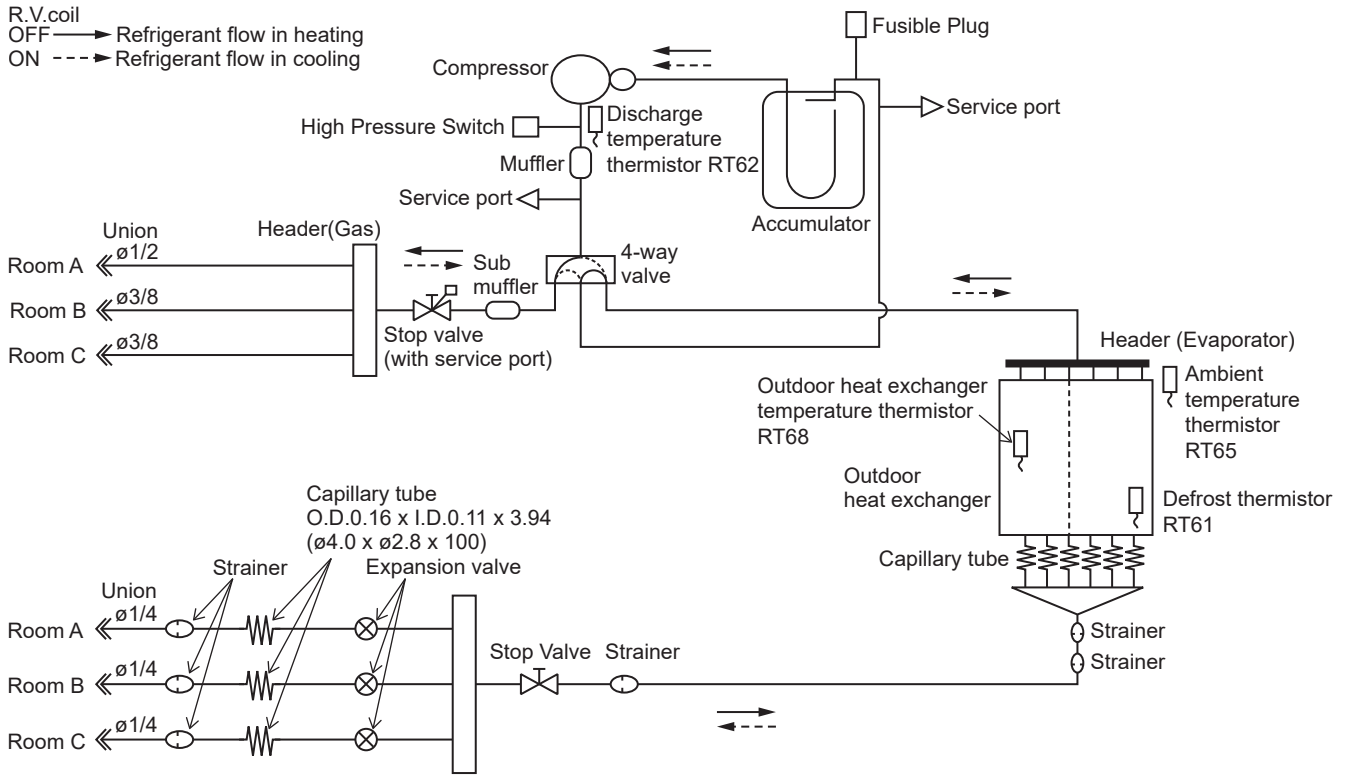 R.V.coil
OFF Refrigerant flow in heating
ON Refrigerant flow in cooling
Fusible Plug
Compressor
Service port
High Pressure Switch
Discharge
temperature
thermistor RT62
Muffler
Service port
Accumulator
Union
Header(Gas)
4-way
valve
Sub
muffler
Room A ø1/2
Room B ø3/8
Room C ø3/8
Stop valve
(with service port)
Header (Evaporator)
Outdoor heat exchanger
temperature thermistor
RT68
Ambient
temperature
thermistor
RT65
Outdoor
heat exchanger
Defrost thermistor
RT61
Capillary tube
Strainer
Strainer
Capillary tube
O.D.0.16 x I.D.0.11 x 3.94
(ø4.0 x ø2.8 x 100)
Strainer
Expansion valve
Union
Room A ø1/4
Room B ø1/4
Room C ø1/4
Stop Valve
Strainer